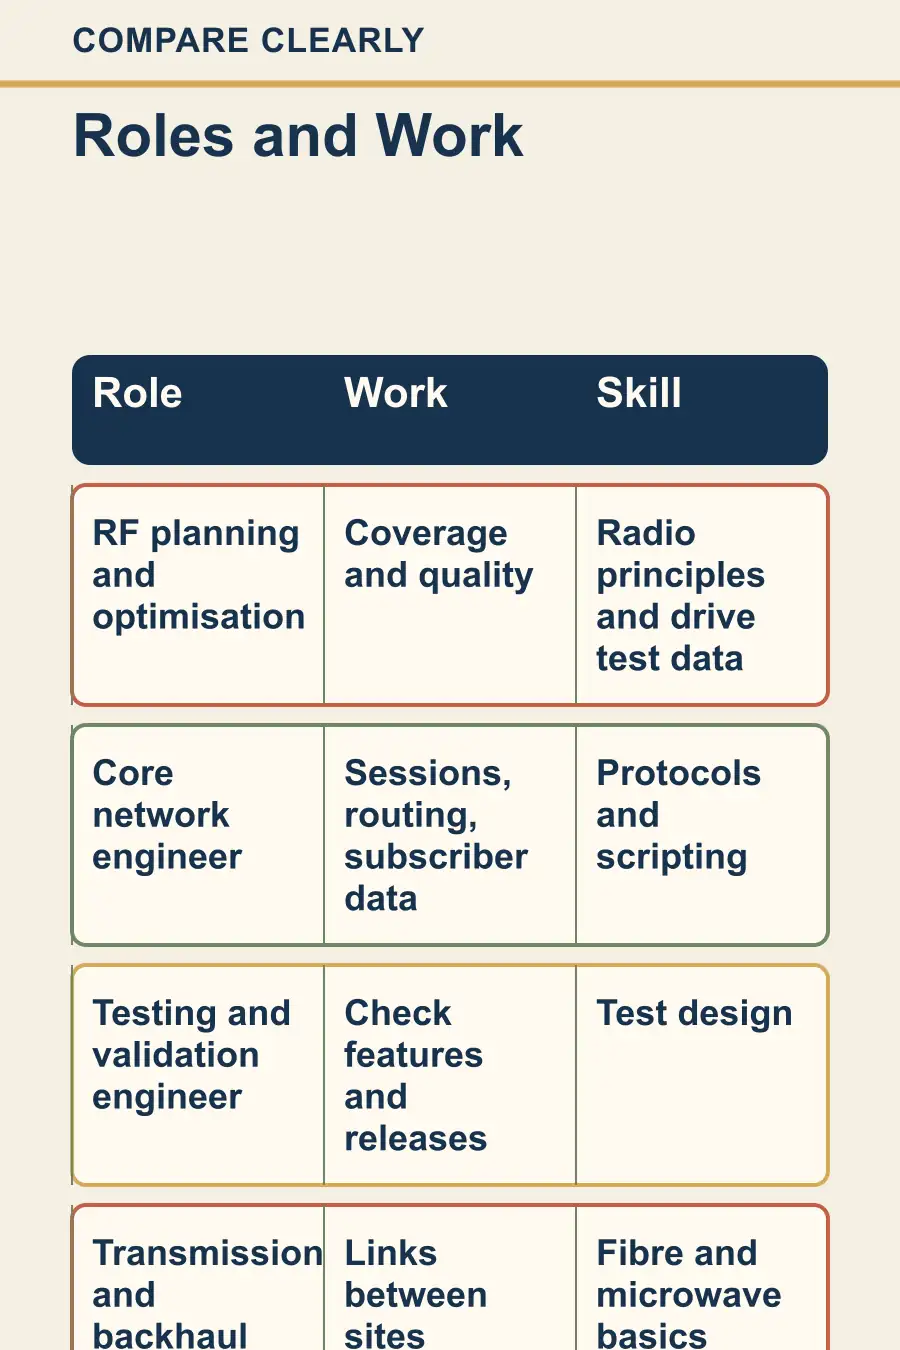 COMPARE CLEARLY
Roles and Work
Role
Work
Skill
RF planning
and
optimisation
Coverage
and quality
Radio
principles
and drive
test data
Core
network
engineer
Sessions,
routing,
subscriber
data
Protocols
and
scripting
Testing and
validation
engineer
Check
features
and
releases
Test design
Transmission
and
backhaul
Links
between
sites
Fibre and
microwave
basics